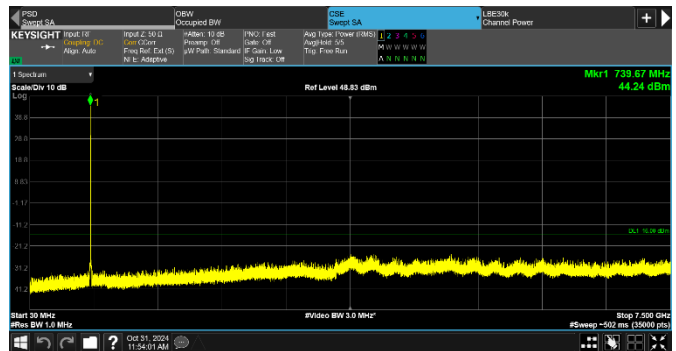 PSD
Swept SA
OBW
Occupied BW
CSE
Swept SA
LBE30k
Channel Power
KEYSIGHT
Input: RF
Coupling: DC
Align: Auto
Input Z: 50 Ω
Corr CCorr
Freq Ref: Ext (S)
NFE: Adaptive
#Atten: 10 dB
Preamp: Off
µW Path: Standard
PNO: Fast
Gate: Off
IF Gain: Low
Sig Track: Off
Avg Type: Power (RMS)
Avg|Hold: 5/5
Trig: Free Run
1 2 3 4 5 6
M W W W W W
A N N N N N
1 Spectrum
Scale/Div 10 dB
Ref Level 48.83 dBm
Mkr1 739.67 MHz
44.24 dBm
Log
1
38.8
28.8
18.8
8.83
-1.17
-11.2
-21.2
-31.2
-41.2
Start 30 MHz
#Video BW 3.0 MHz*
Stop 7.500 GHz
#Res BW 1.0 MHz
#Sweep ~502 ms (35000 pts)
?
Oct 31, 2024
11:54:01 AM